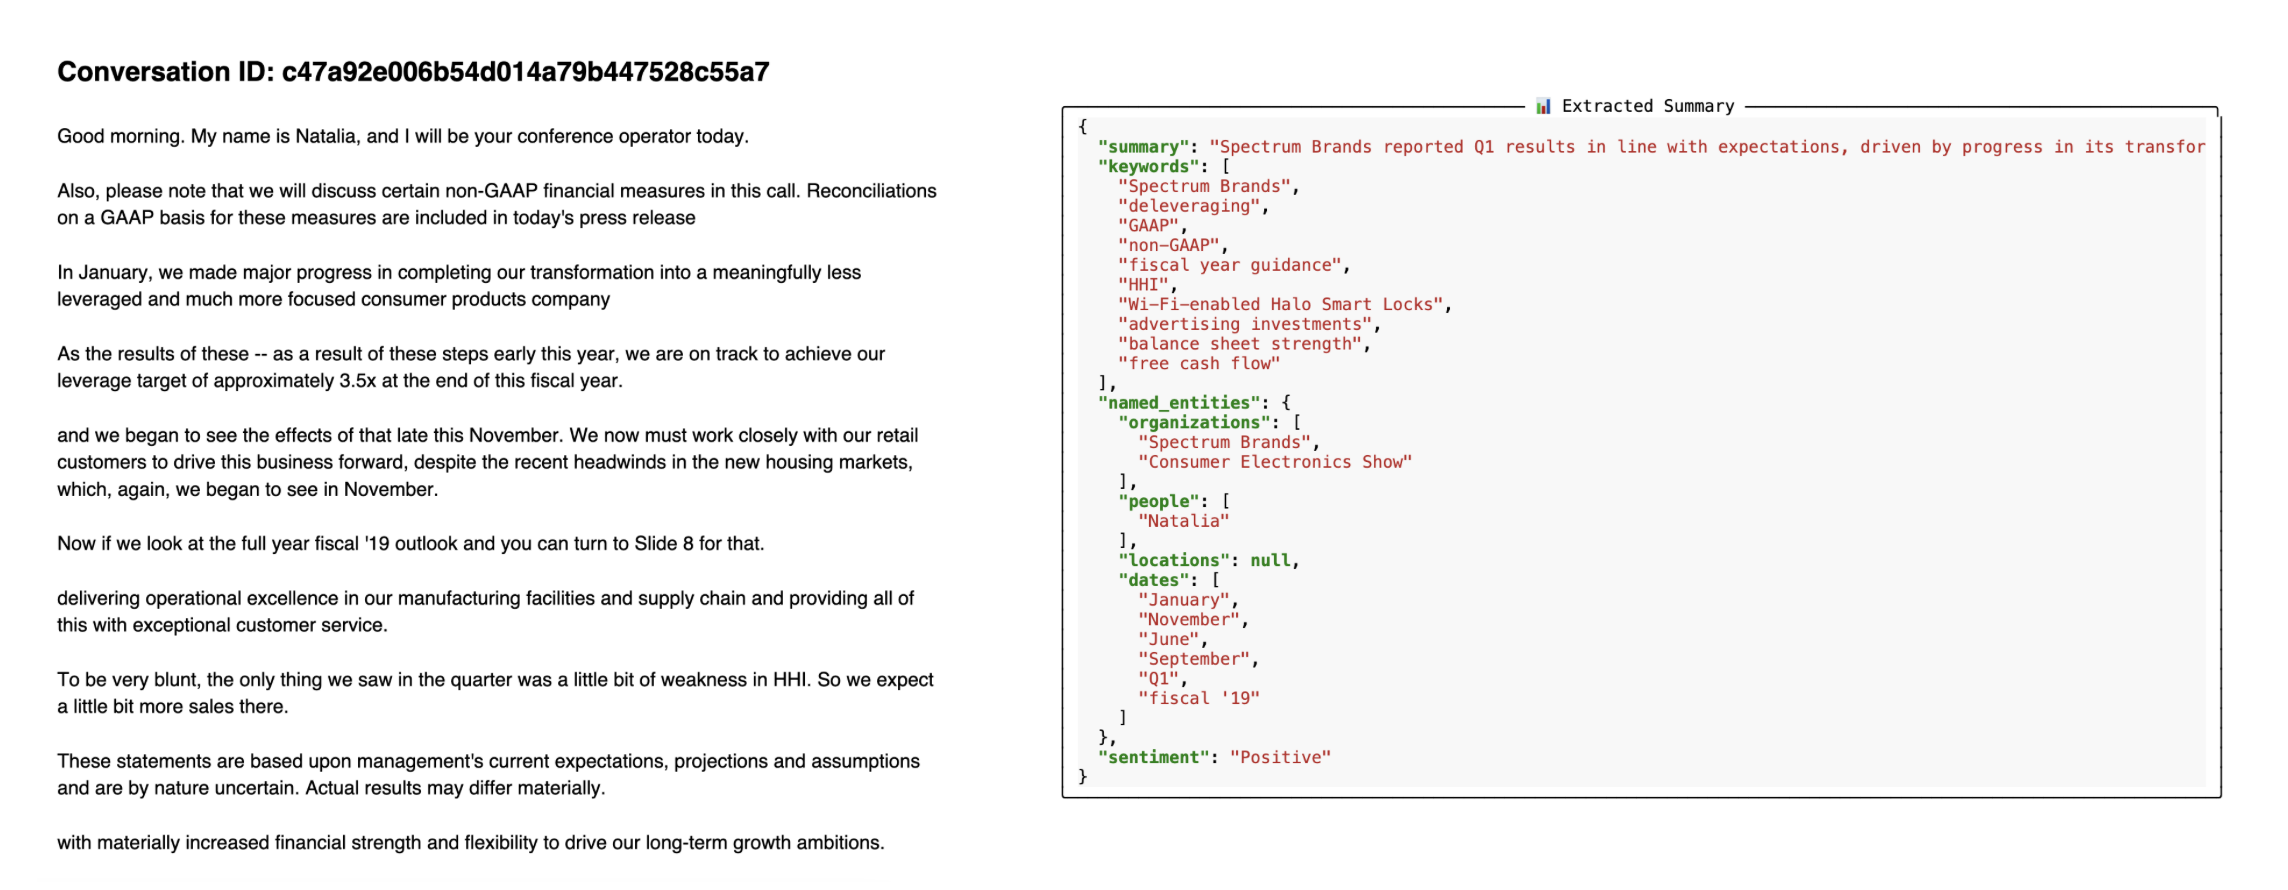 Conversation ID: c47a92e006b54d014a79b447528c55a7
Good morning. My name is Natalia, and I will be your conference operator today.
Also, please note that we will discuss certain non-GAAP financial measures in this call. Reconciliations
on a GAAP basis for these measures are included in today's press release
In January, we made major progress in completing our transformation into a meaningfully less
leveraged and much more focused consumer products company
As the results of these -- as a result of these steps early this year, we are on track to achieve our
leverage target of approximately 3.5x at the end of this fiscal year.
and we began to see the effects of that late this November. We now must work closely with our retail
customers to drive this business forward, despite the recent headwinds in the new housing markets,
which, again, we began to see in November.
Now if we look at the full year fiscal '19 outlook and you can turn to Slide 8 for that.
delivering operational excellence in our manufacturing facilities and supply chain and providing all of
this with exceptional customer service.
To be very blunt, the only thing we saw in the quarter was a little bit of weakness in HHI. So we expect
a little bit more sales there.
These statements are based upon management's current expectations, projections and assumptions
and are by nature uncertain. Actual results may differ materially.
with materially increased financial strength and flexibility to drive our long-term growth ambitions.
📊 Extracted Summary
{
"summary": "Spectrum Brands reported Q1 results in line with expectations, driven by progress in its transfor
"keywords": [
"Spectrum Brands",
"deleveraging",
"GAAP",
"non-GAAP",
"fiscal year guidance",
"HHI",
"Wi-Fi-enabled Halo Smart Locks",
"advertising investments",
"balance sheet strength",
"free cash flow"
],
"named_entities": {
"organizations": [
"Spectrum Brands",
"Consumer Electronics Show"
],
"people": [
"Natalia"
],
"locations": null,
"dates": [
"January",
"November",
"June",
"September",
"Q1",
"fiscal '19"
]
},
"sentiment": "Positive"
}